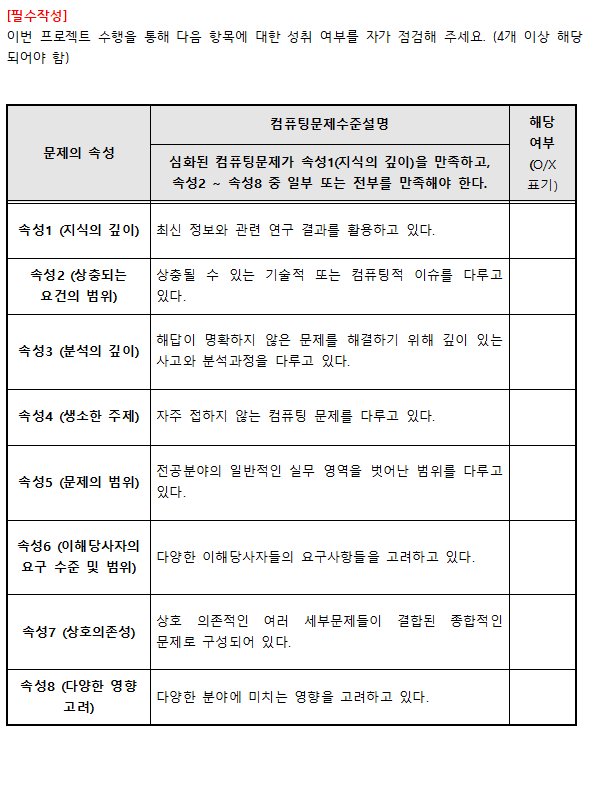 [필수작성]
이번 프로젝트 수행을 통해 다음 항목에 대한 성취 여부를 자가 점검해 주세요. (4개 이상 해당
되어야 함)
문제의 속성
컴퓨팅문제수준설명
해당
여부
(O/X
표기)
심화된 컴퓨팅문제가 속성1(지식의 깊이)을 만족하고,
속성2 ~ 속성8 중 일부 또는 전부를 만족해야 한다.
속성1 (지식의 깊이)
최신 정보와 관련 연구 결과를 활용하고 있다.
속성2 (상충되는
요건의 범위)
상충될 수 있는 기술적 또는 컴퓨팅적 이슈를 다루고
있다.
속성3 (분석의 깊이)
해답이 명확하지 않은 문제를 해결하기 위해 깊이 있는
사고와 분석과정을 다루고 있다.
속성4 (생소한 주제)
자주 접하지 않는 컴퓨팅 문제를 다루고 있다.
속성5 (문제의 범위)
전공분야의 일반적인 실무 영역을 벗어난 범위를 다루고
있다.
속성6 (이해당사자의
요구 수준 및 범위)
다양한 이해당사자들의 요구사항들을 고려하고 있다.
속성7 (상호의존성)
상호 의존적인 여러 세부문제들이 결합된 종합적인
문제로 구성되어 있다.
속성8 (다양한 영향
고려)
다양한 분야에 미치는 영향을 고려하고 있다.